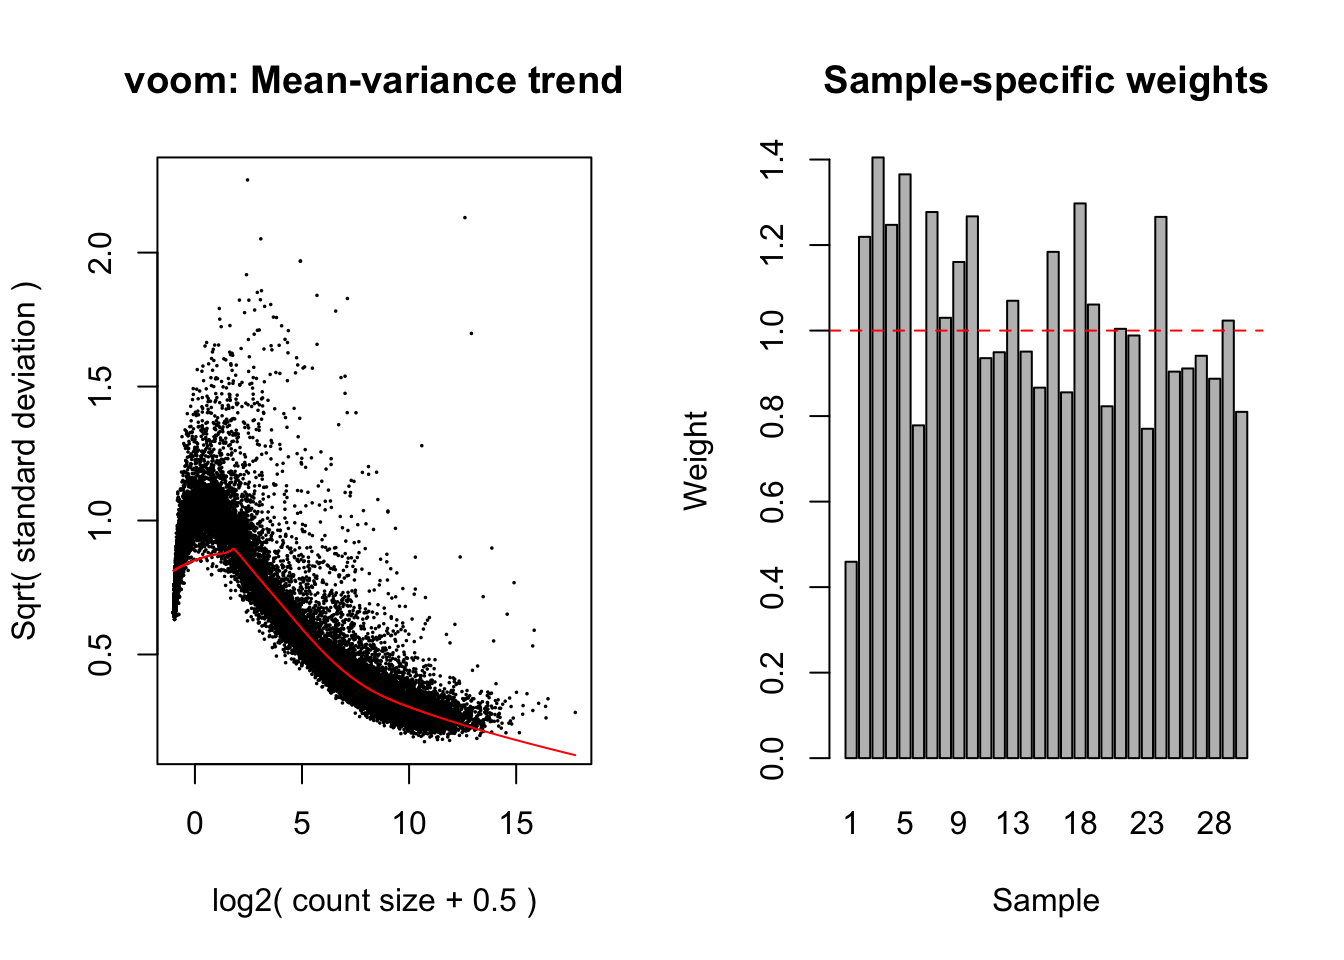 voom: Mean-variance trend
Sqrt( standard deviation )
2.0
1.5
1.0
0.5
0 5 10 15
log2( count size + 0.5 )
Sample-specific weights
Weight
1.4
1.2
1.0
0.8
0.6
0.4
0.2
0.0
1 5 9 13 18 23 28
Sample